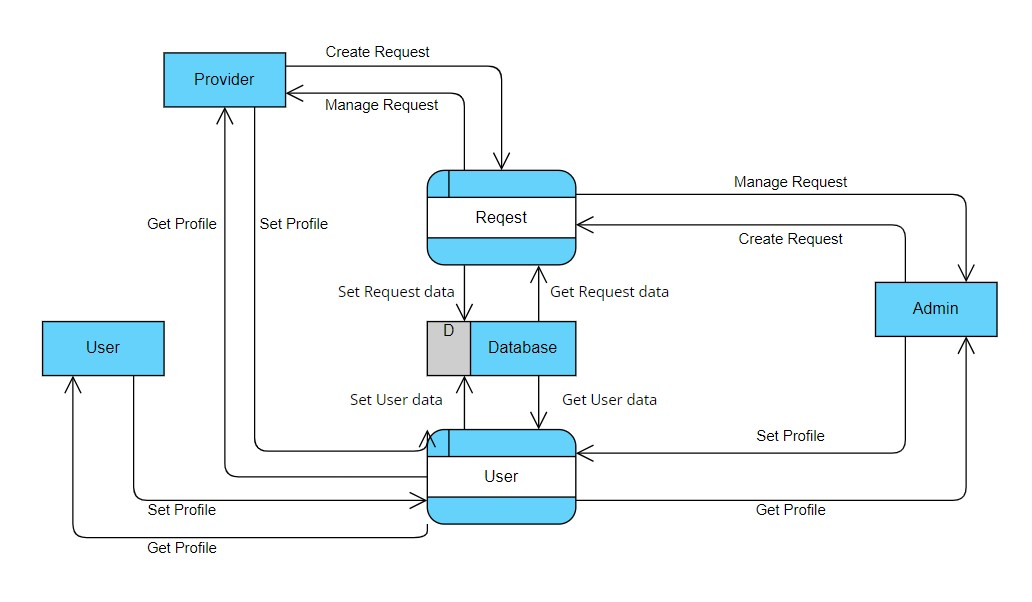 Create Request
Provider
Manage Request
Manage Request
Reqest
Get Profile
Set Profile
Create Request
Set Request data
Get Request data
Admin
D
User
Database
Set User data
Get User data
Set Profile
User
Set Profile
Get Profile
Get Profile